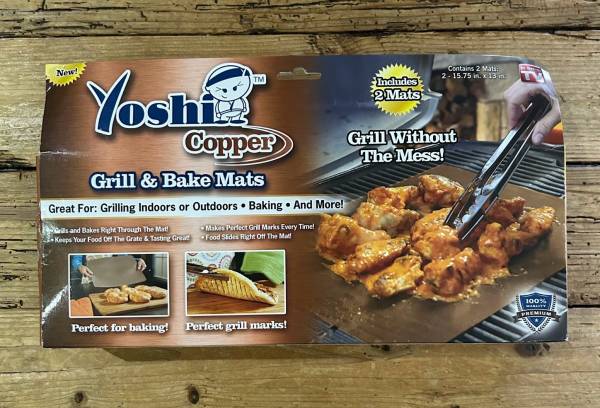 New!
Yoshi™
Copper
Grill & Bake Mats
Great For: Grilling Indoors or Outdoors • Baking • And More!
• Grills and Bakes Right Through The Mat!
• Keeps Your Food Off The Grate & Tasting Great!
• Makes Perfect Grill Marks Every Time!
• Food Slides Right Off The Mat!
Perfect for baking!
Perfect grill marks!
Includes
2 Mats
Contains 2 Mats:
2 - 15.75 in. x 13 in.
TV
Grill Without
The Mess!
100%
QUALITY
PREMIUM